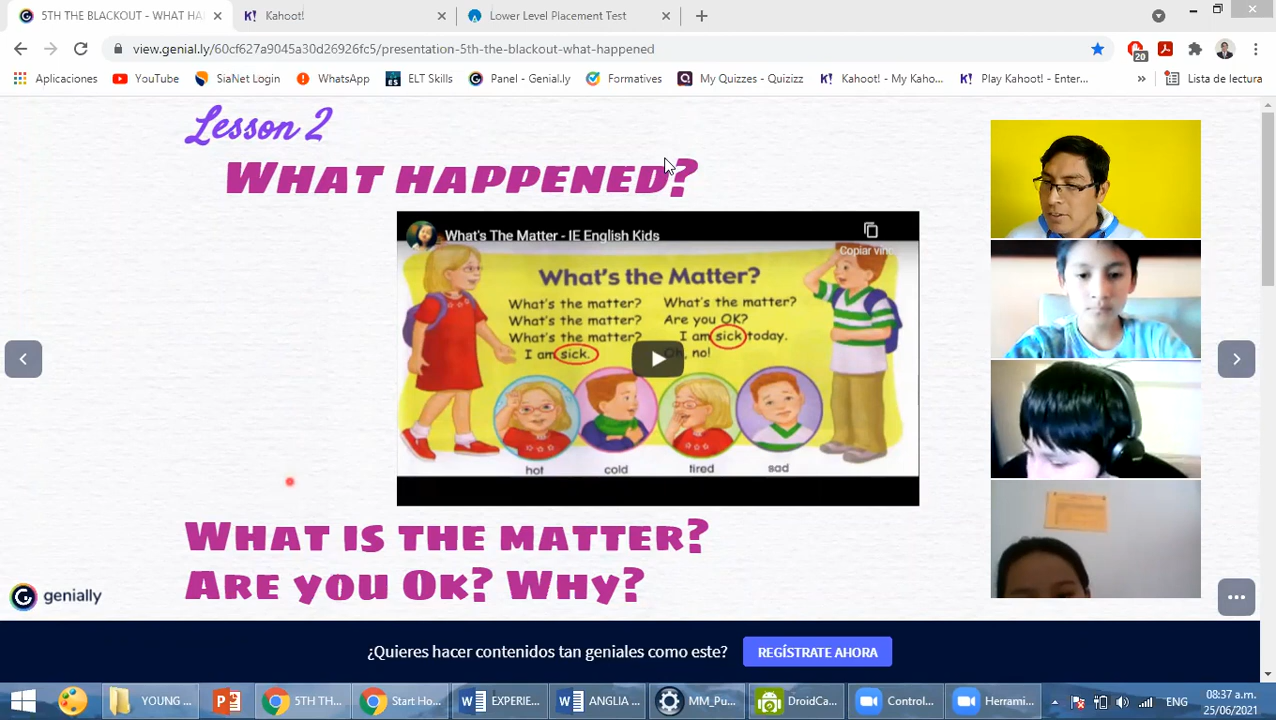 5TH THE BLACKOUT - WHAT HA
Kahoot!
Lower Level Placement Test
view.genial.ly/60cf627a9045a30d26926fc5/presentation-5th-the-blackout-what-happened
20
Aplicaciones
YouTube
SiaNet Login
WhatsApp
ELT Skills
Panel - Genial.ly
Formatives
My Quizzes - Quizizz
Kahoot! - My Kaho...
Play Kahoot! - Enter...
»
Lista de lectura
Lesson 2
WHAT HAPPENED?
What's The Matter - IE English Kids
Copiar vínc
What's the Matter?
What's the matter?
What's the matter?
What's the matter?
I am sick.
What's the matter?
Are you OK?
I am sick today.
no!
hot
cold
tired
sad
WHAT IS THE MATTER?
ARE YOU OK? WHY?
genially
¿Quieres hacer contenidos tan geniales como este?
REGÍSTRATE AHORA
YOUNG ...
5TH TH...
Start Ho...
EXPERIE...
ANGLIA ...
MM_Pu...
DroidCa...
Control...
Herrami...
ENG
08:37 a.m.
25/06/2021